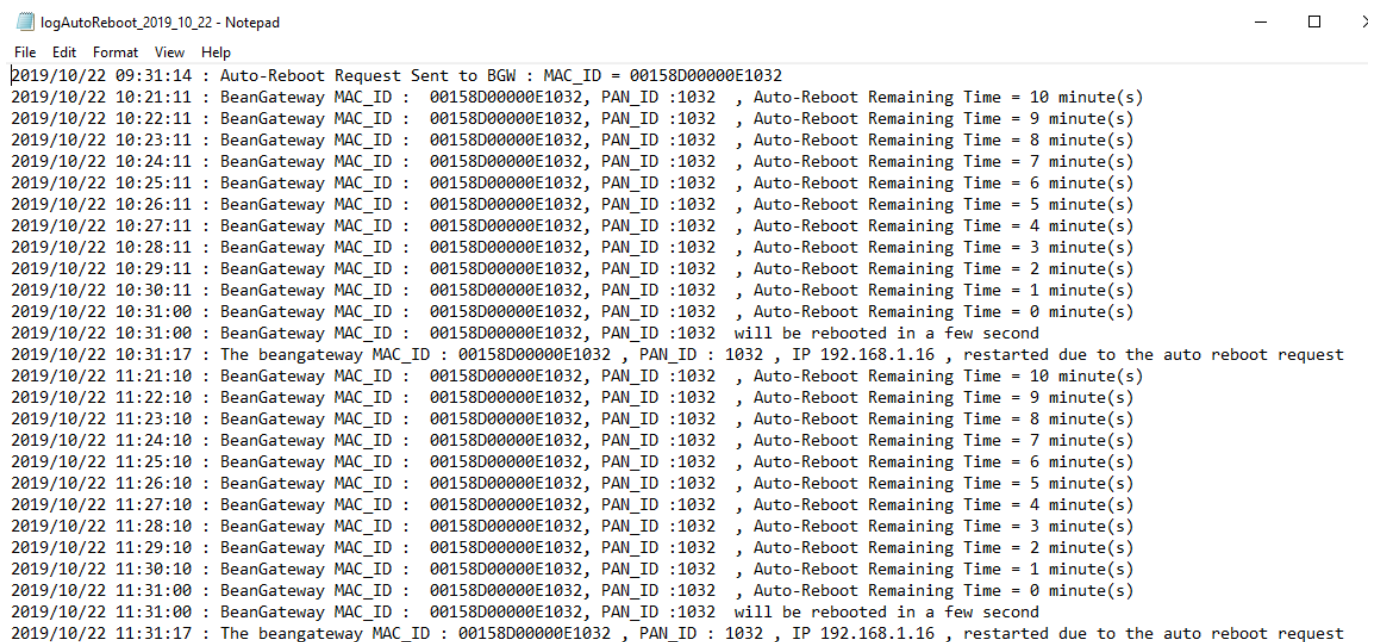 logAutoReboot_2019_10_22 - Notepad
File Edit Format View Help
2019/10/22 09:31:14 : Auto-Reboot Request Sent to BGW : MAC_ID = 00158D00000E1032
2019/10/22 10:21:11 : BeanGateway MAC_ID :  00158D00000E1032, PAN_ID :1032  , Auto-Reboot Remaining Time = 10 minute(s)
2019/10/22 10:22:11 : BeanGateway MAC_ID :  00158D00000E1032, PAN_ID :1032  , Auto-Reboot Remaining Time = 9 minute(s)
2019/10/22 10:23:11 : BeanGateway MAC_ID :  00158D00000E1032, PAN_ID :1032  , Auto-Reboot Remaining Time = 8 minute(s)
2019/10/22 10:24:11 : BeanGateway MAC_ID :  00158D00000E1032, PAN_ID :1032  , Auto-Reboot Remaining Time = 7 minute(s)
2019/10/22 10:25:11 : BeanGateway MAC_ID :  00158D00000E1032, PAN_ID :1032  , Auto-Reboot Remaining Time = 6 minute(s)
2019/10/22 10:26:11 : BeanGateway MAC_ID :  00158D00000E1032, PAN_ID :1032  , Auto-Reboot Remaining Time = 5 minute(s)
2019/10/22 10:27:11 : BeanGateway MAC_ID :  00158D00000E1032, PAN_ID :1032  , Auto-Reboot Remaining Time = 4 minute(s)
2019/10/22 10:28:11 : BeanGateway MAC_ID :  00158D00000E1032, PAN_ID :1032  , Auto-Reboot Remaining Time = 3 minute(s)
2019/10/22 10:29:11 : BeanGateway MAC_ID :  00158D00000E1032, PAN_ID :1032  , Auto-Reboot Remaining Time = 2 minute(s)
2019/10/22 10:30:11 : BeanGateway MAC_ID :  00158D00000E1032, PAN_ID :1032  , Auto-Reboot Remaining Time = 1 minute(s)
2019/10/22 10:31:00 : BeanGateway MAC_ID :  00158D00000E1032, PAN_ID :1032  , Auto-Reboot Remaining Time = 0 minute(s)
2019/10/22 10:31:00 : BeanGateway MAC_ID :  00158D00000E1032, PAN_ID :1032  will be rebooted in a few second
2019/10/22 10:31:17 : The beangateway MAC_ID : 00158D00000E1032 , PAN_ID : 1032 , IP 192.168.1.16 , restarted due to the auto reboot request
2019/10/22 11:21:10 : BeanGateway MAC_ID :  00158D00000E1032, PAN_ID :1032  , Auto-Reboot Remaining Time = 10 minute(s)
2019/10/22 11:22:10 : BeanGateway MAC_ID :  00158D00000E1032, PAN_ID :1032  , Auto-Reboot Remaining Time = 9 minute(s)
2019/10/22 11:23:10 : BeanGateway MAC_ID :  00158D00000E1032, PAN_ID :1032  , Auto-Reboot Remaining Time = 8 minute(s)
2019/10/22 11:24:10 : BeanGateway MAC_ID :  00158D00000E1032, PAN_ID :1032  , Auto-Reboot Remaining Time = 7 minute(s)
2019/10/22 11:25:10 : BeanGateway MAC_ID :  00158D00000E1032, PAN_ID :1032  , Auto-Reboot Remaining Time = 6 minute(s)
2019/10/22 11:26:10 : BeanGateway MAC_ID :  00158D00000E1032, PAN_ID :1032  , Auto-Reboot Remaining Time = 5 minute(s)
2019/10/22 11:27:10 : BeanGateway MAC_ID :  00158D00000E1032, PAN_ID :1032  , Auto-Reboot Remaining Time = 4 minute(s)
2019/10/22 11:28:10 : BeanGateway MAC_ID :  00158D00000E1032, PAN_ID :1032  , Auto-Reboot Remaining Time = 3 minute(s)
2019/10/22 11:29:10 : BeanGateway MAC_ID :  00158D00000E1032, PAN_ID :1032  , Auto-Reboot Remaining Time = 2 minute(s)
2019/10/22 11:30:10 : BeanGateway MAC_ID :  00158D00000E1032, PAN_ID :1032  , Auto-Reboot Remaining Time = 1 minute(s)
2019/10/22 11:31:00 : BeanGateway MAC_ID :  00158D00000E1032, PAN_ID :1032  , Auto-Reboot Remaining Time = 0 minute(s)
2019/10/22 11:31:00 : BeanGateway MAC_ID :  00158D00000E1032, PAN_ID :1032  will be rebooted in a few second
2019/10/22 11:31:17 : The beangateway MAC_ID : 00158D00000E1032 , PAN_ID : 1032 , IP 192.168.1.16 , restarted due to the auto reboot request